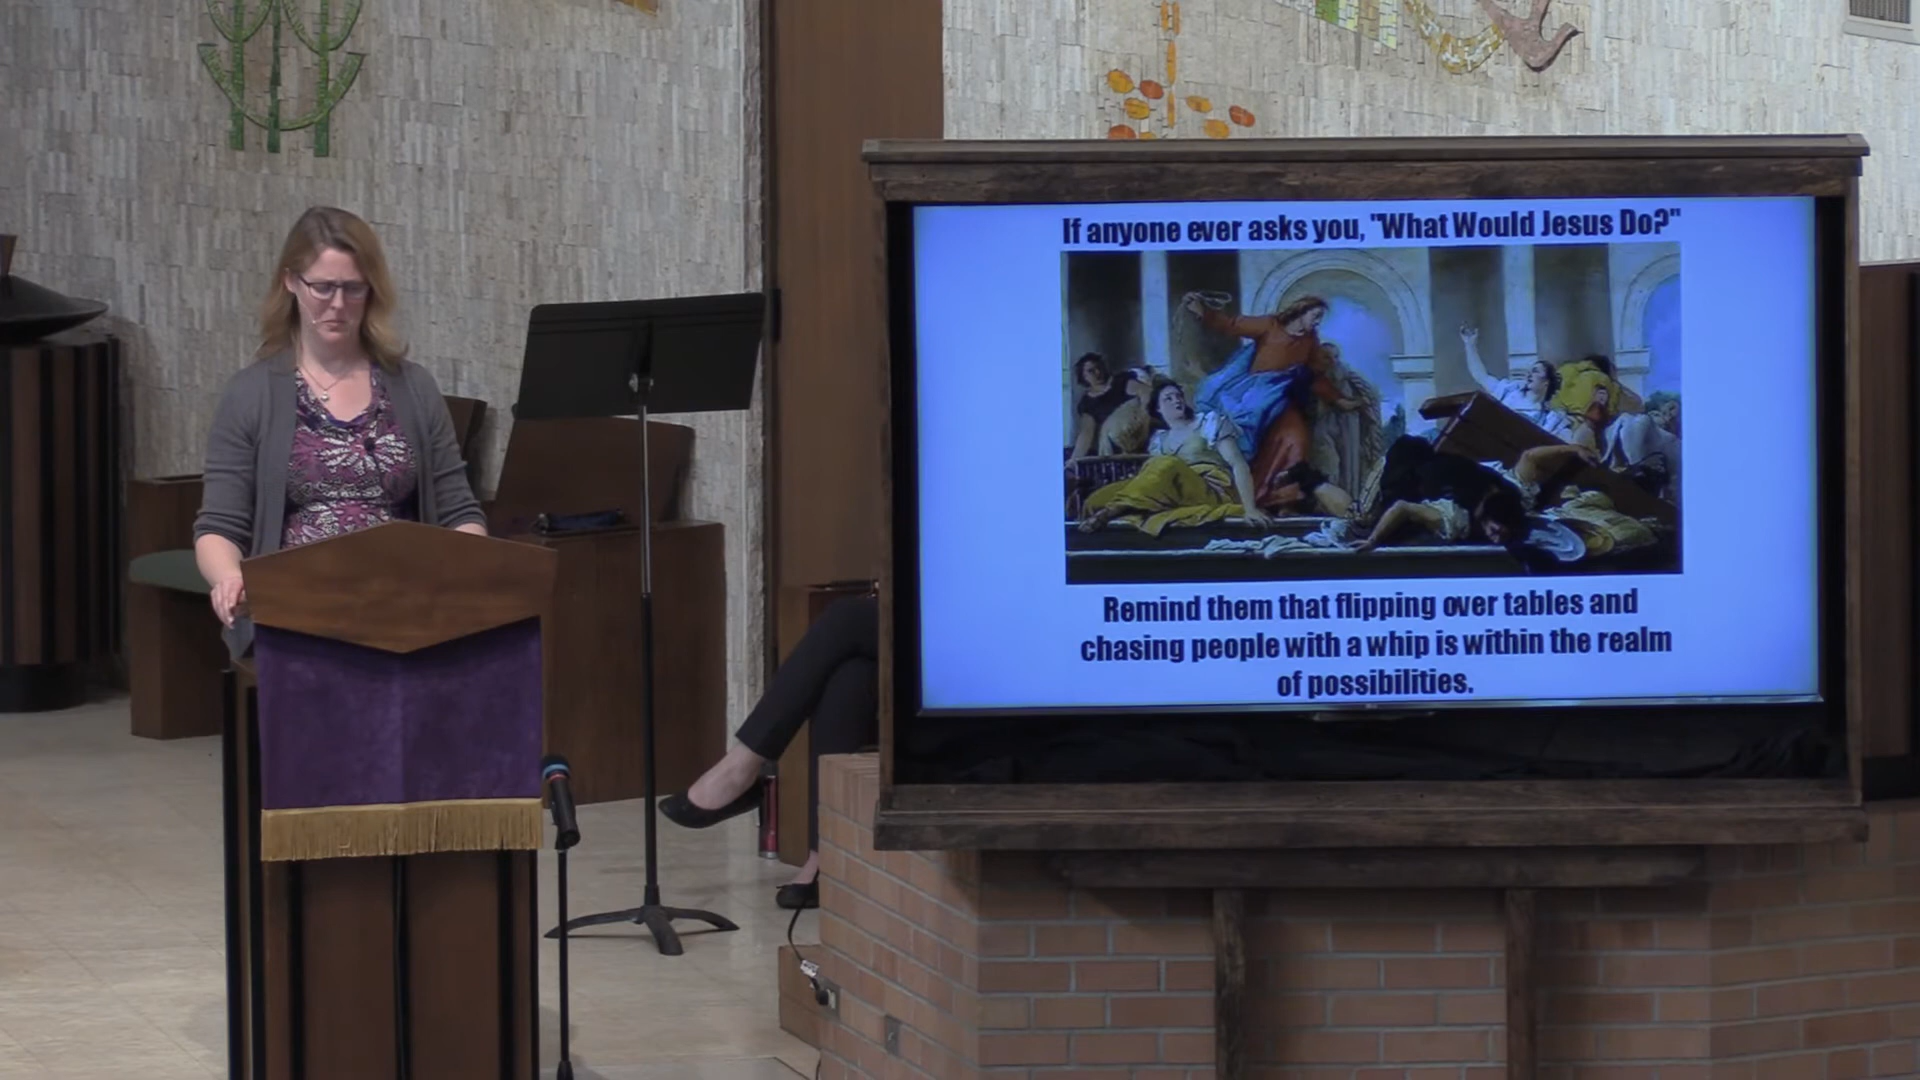 If anyone ever asks you, "What Would Jesus Do?"
Remind them that flipping over tables and
chasing people with a whip is within the realm
of possibilities.